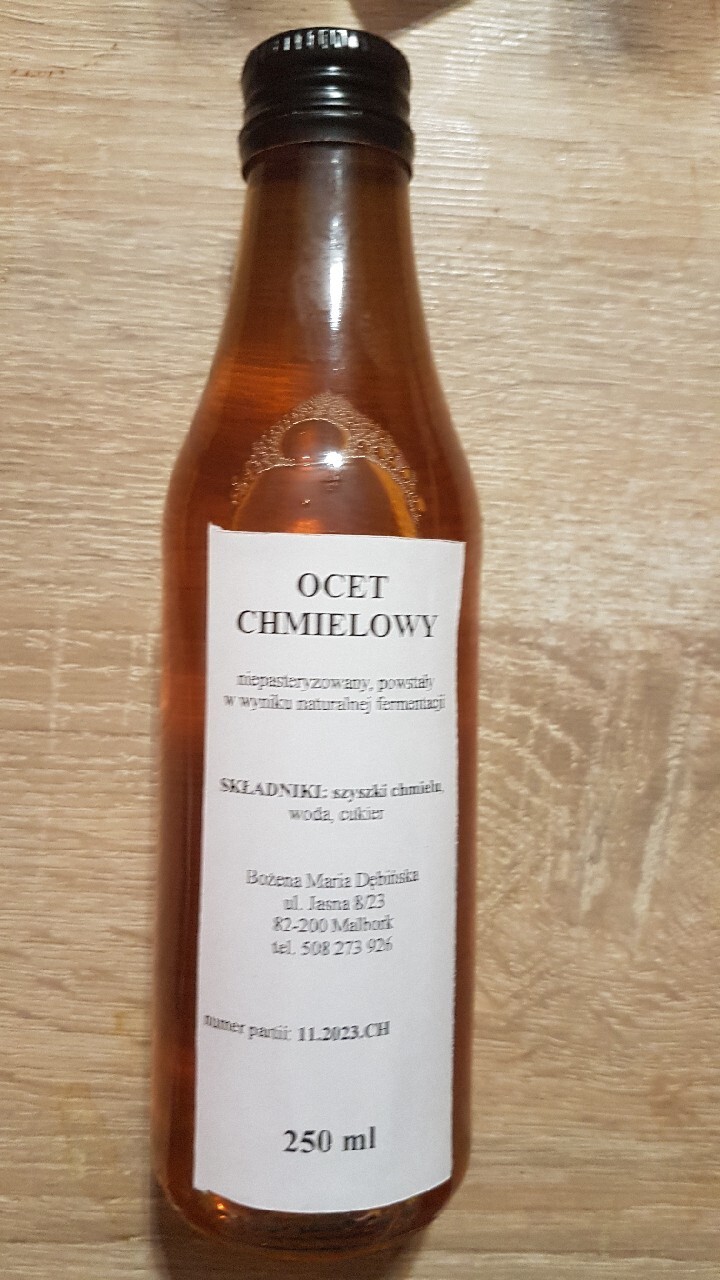 OCET
CHMIELOWY
niepasteryzowany, powstały
w wyniku naturalnej fermentacji
SKŁADNIKI: szyszki chmielu,
woda, cukier
Bożena Maria Dębińska
ul. Jasna 8/23
82-200 Malbork
tel. 508 273 926
numer partii: 11.2023.CH
250 ml